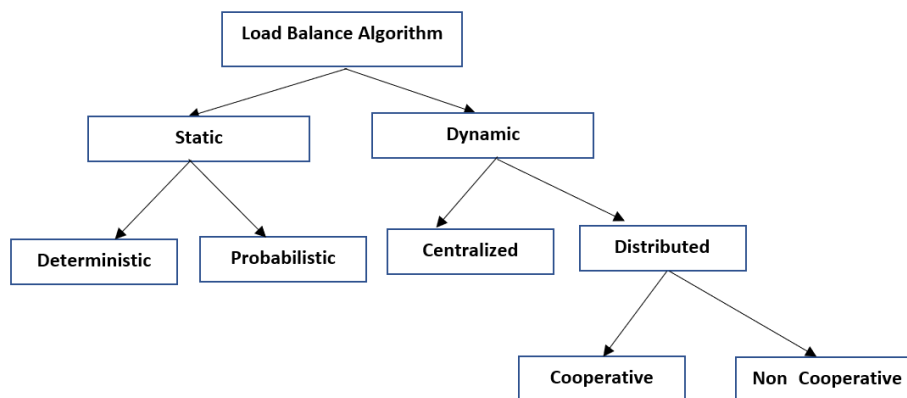 Load Balance Algorithm
Static
Dynamic
Deterministic
Probabilistic
Centralized
Distributed
Cooperative
Non Cooperative